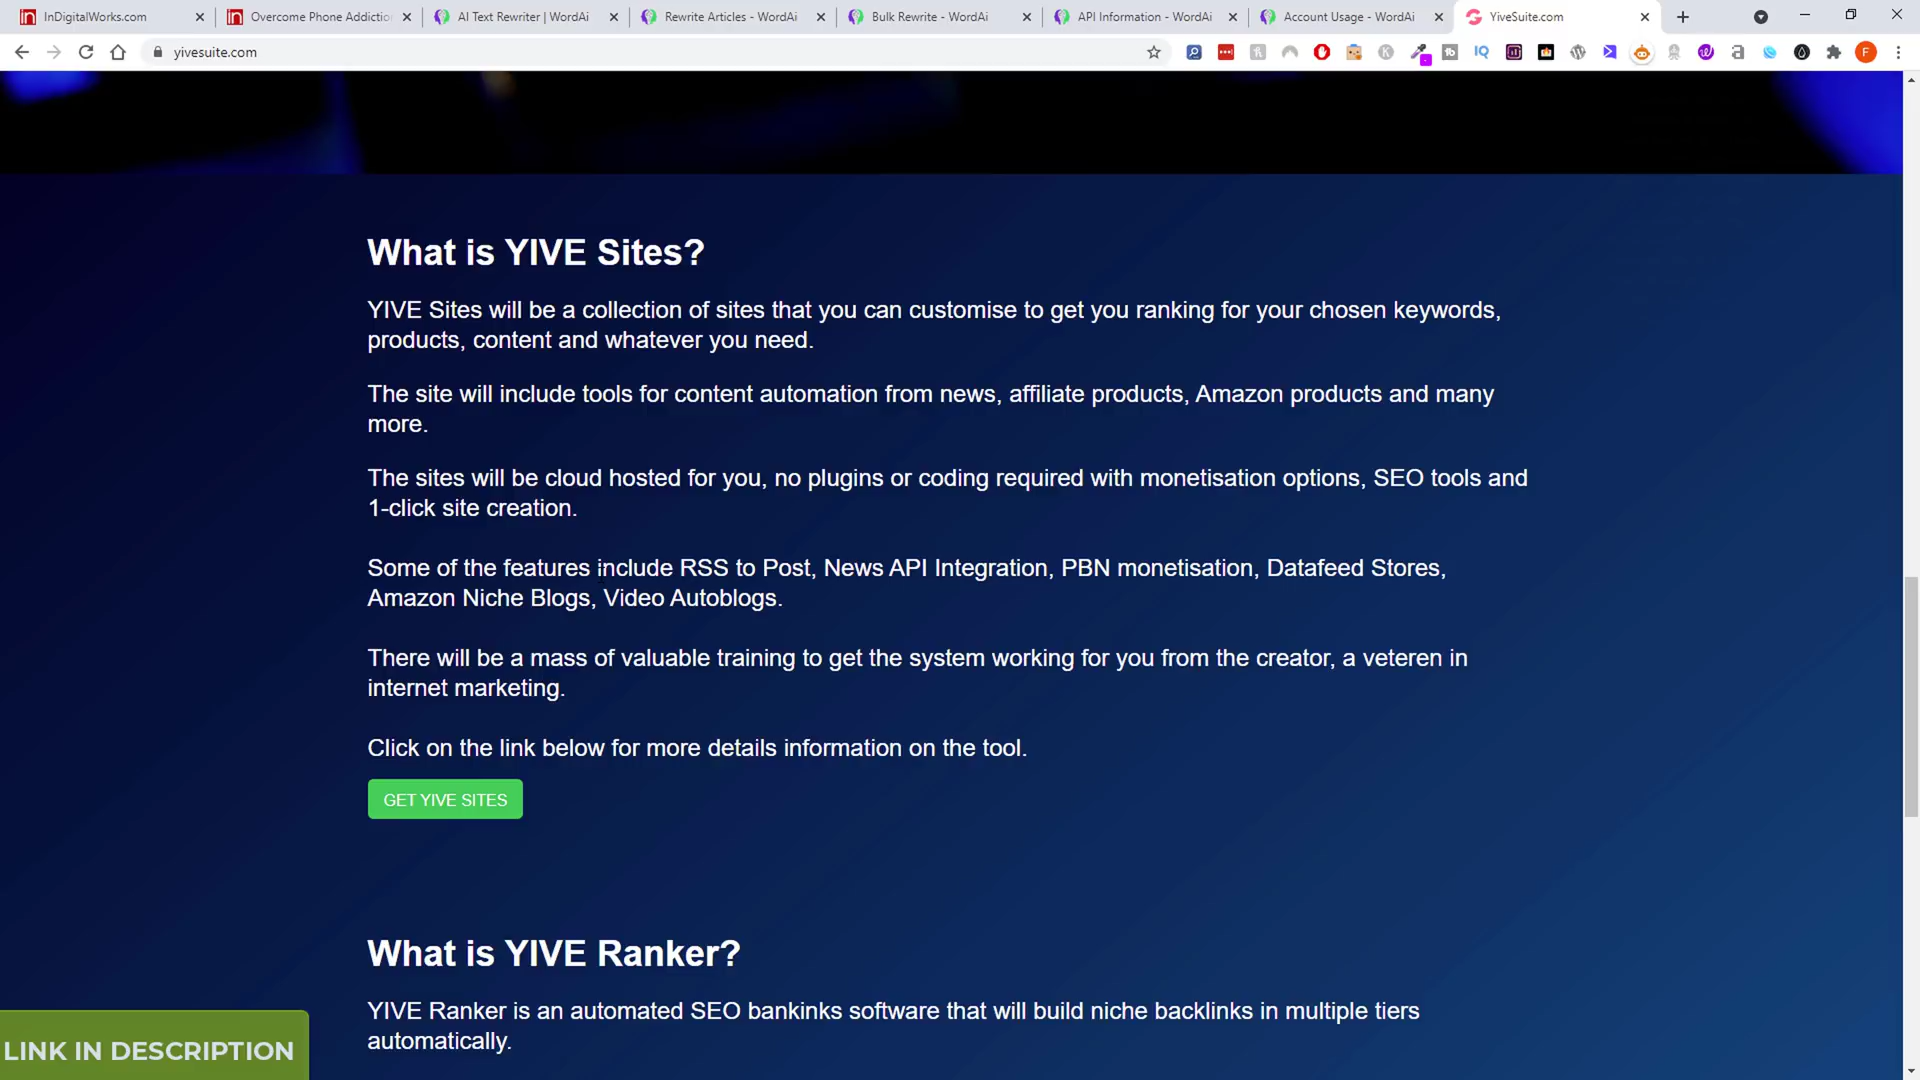 InDigitalWorks.com
Overcome Phone Addictio
AI Text Rewriter | WordAi
Rewrite Articles - WordAi
Bulk Rewrite - WordAi
API Information - WordAi
Account Usage - WordAi
YiveSuite.com
yivesuite.com
What is YIVE Sites?
YIVE Sites will be a collection of sites that you can customise to get you ranking for your chosen keywords,
products, content and whatever you need.
The site will include tools for content automation from news, affiliate products, Amazon products and many
more.
The sites will be cloud hosted for you, no plugins or coding required with monetisation options, SEO tools and
1-click site creation.
Some of the features include RSS to Post, News API Integration, PBN monetisation, Datafeed Stores,
Amazon Niche Blogs, Video Autoblogs.
There will be a mass of valuable training to get the system working for you from the creator, a veteren in
internet marketing.
Click on the link below for more details information on the tool.
GET YIVE SITES
What is YIVE Ranker?
YIVE Ranker is an automated SEO bankinks software that will build niche backlinks in multiple tiers
automatically.
LINK IN DESCRIPTION